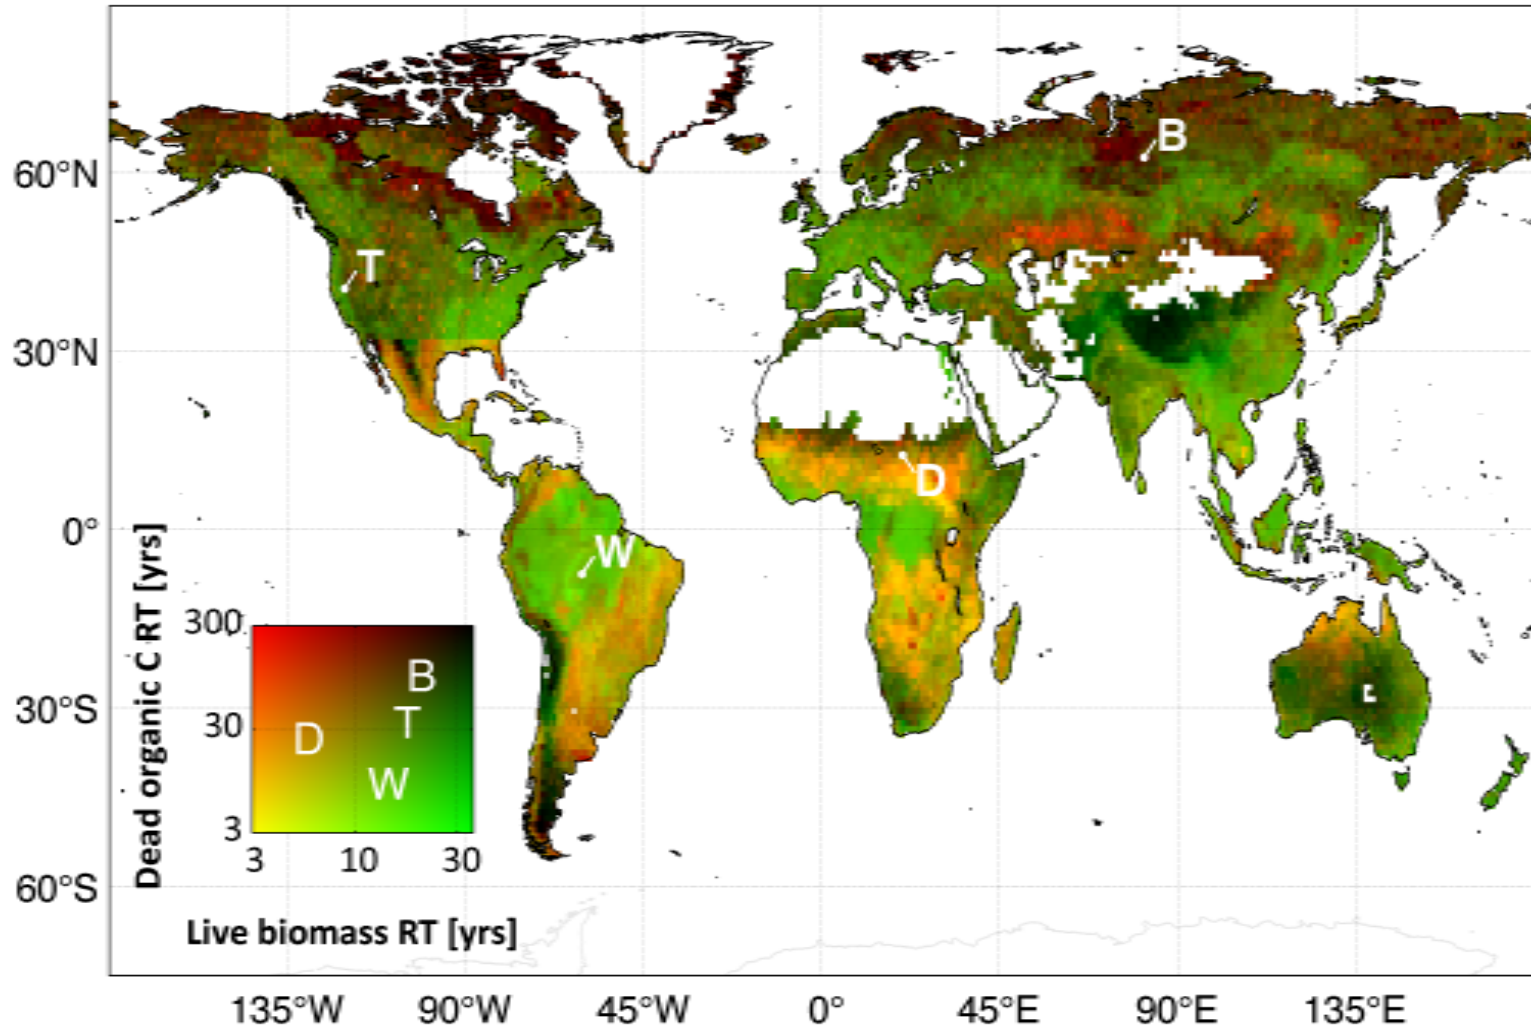 60°N
30°N
0°
30°S
60°S
B
T
D
W
Dead organic C RT [yrs]
300
30
3
B
T
D
W
3 10 30
Live biomass RT [yrs]
135°W 90°W 45°W 0° 45°E 90°E 135°E